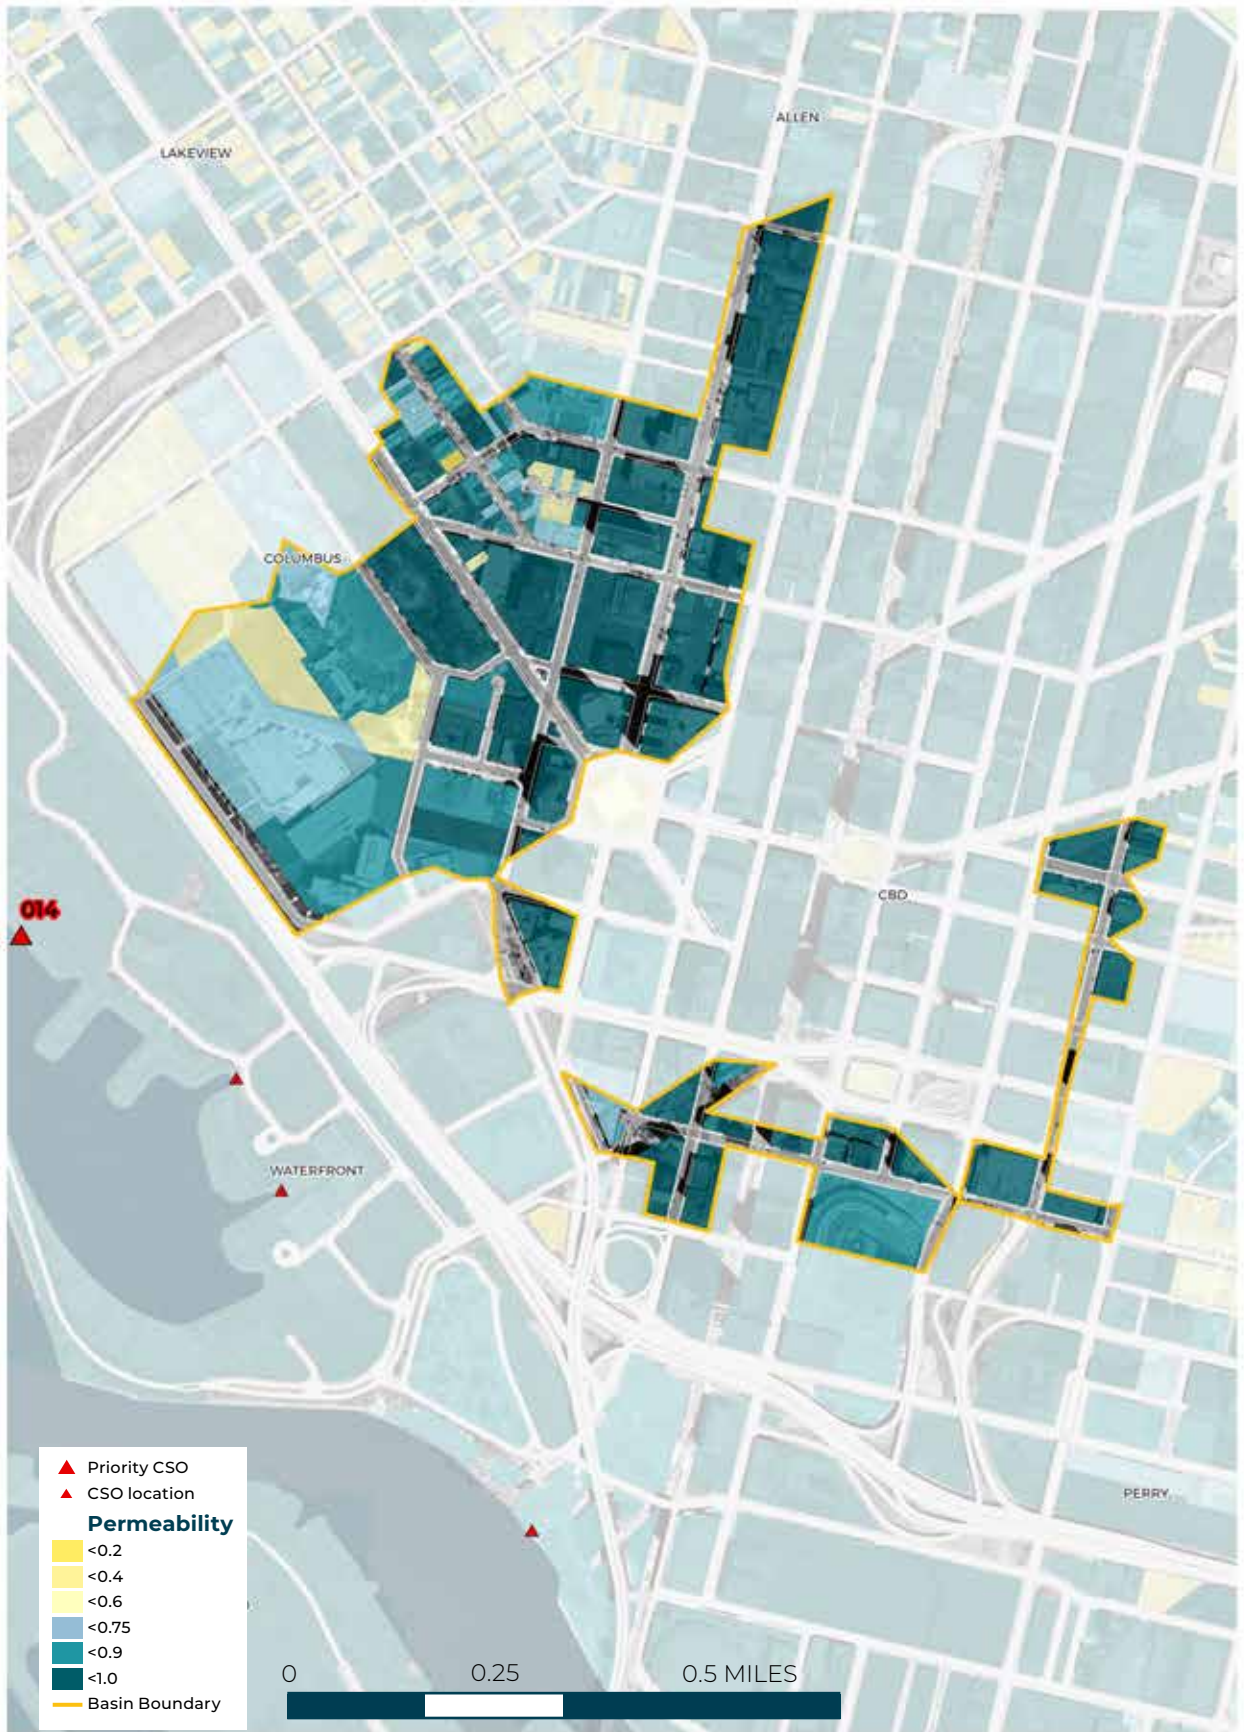 ALLEN
LAKEVIEW
COLUMBUS
014
CBD
WATERFRONT
PERRY
Priority CSO
CSO location
Permeability
<0.2
<0.4
<0.6
<0.75
<0.9
<1.0
Basin Boundary
0 0.25 0.5 MILES